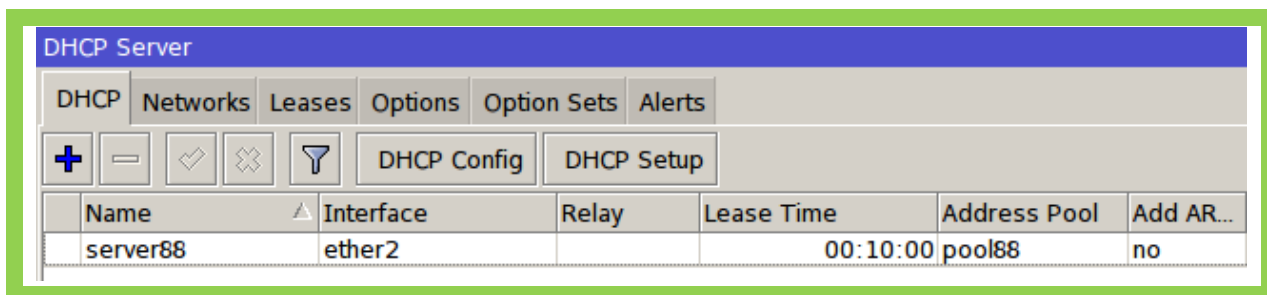 DHCP Server
DHCP Networks Leases Options Option Sets Alerts
DHCP Config DHCP Setup
Name Interface Relay Lease Time Address Pool Add AR...
server88 ether2 00:10:00 pool88 no